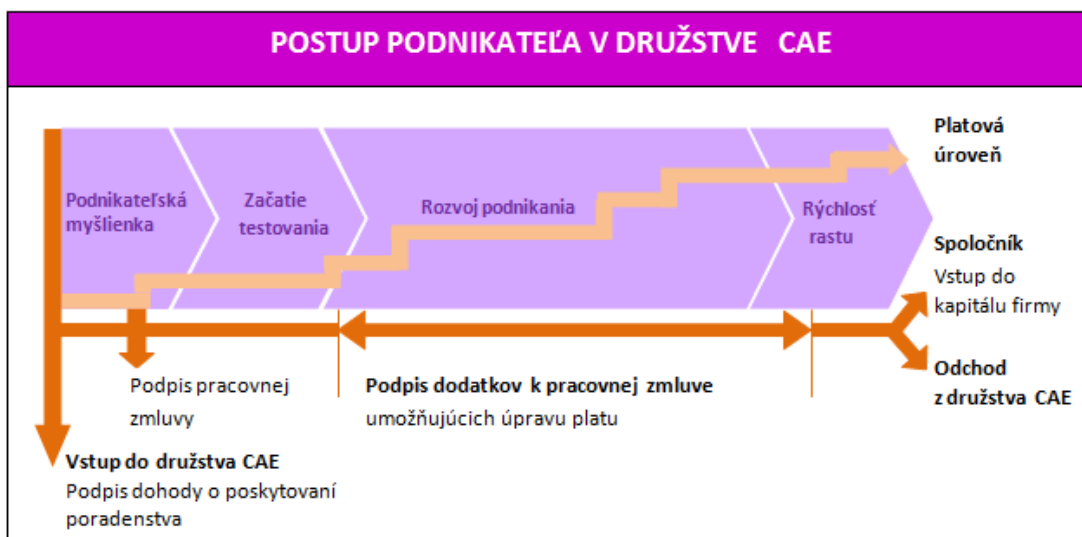 POSTUP PODNIKATEĽA V DRUŽSTVE CAE
Platová
úroveň
Podnikateľská
myšlienka
Začatie
testovania
Rozvoj podnikania
Rýchlosť
rastu
Spoločník
Vstup do
kapitálu firmy
Odchod
z družstva CAE
Podpis pracovnej
zmluvy
Podpis dodatkov k pracovnej zmluve
umožňujúcich úpravu platu
Vstup do družstva CAE
Podpis dohody o poskytovaní
poradenstva